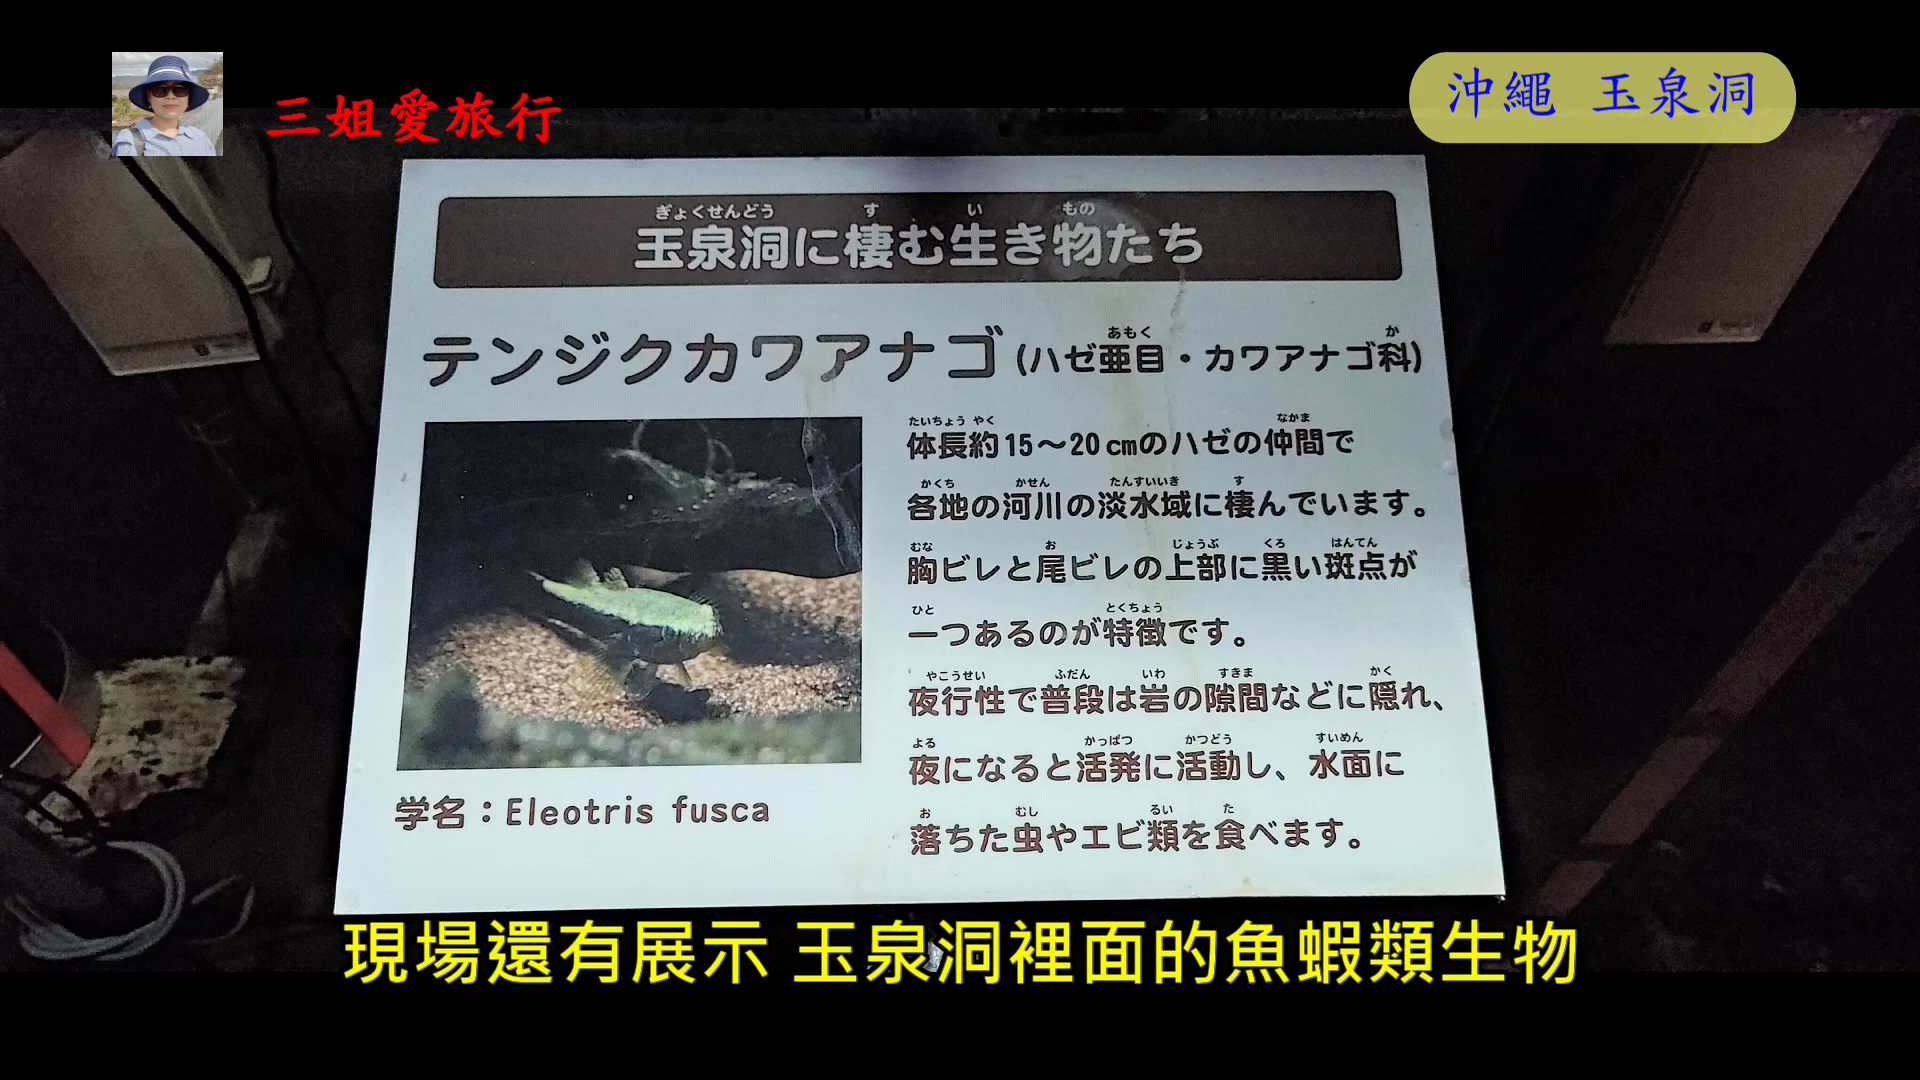 三姐愛旅行
沖繩 玉泉洞
ぎょくせんどう す い もの
玉泉洞に棲む生き物たち
あもく か
テンジクカワアナゴ(ハゼ亜目・カワアナゴ科)
たいちょう やく なかま
体長約15～20cmのハゼの仲間で
かくち かせん たんすいいき す
各地の河川の淡水域に棲んでいます。
むな お じょうぶ くろ はんてん
胸ビレと尾ビレの上部に黒い斑点が
ひと とくちょう
一つあるのが特徴です。
やこうせい ふだん いわ すきま かく
夜行性で普段は岩の隙間などに隠れ、
よる かっぱつ かつどう すいめん
夜になると活発に活動し、水面に
お むし るい た
落ちた虫やエビ類を食べます。
学名：Eleotris fusca
現場還有展示 玉泉洞裡面的魚蝦類生物